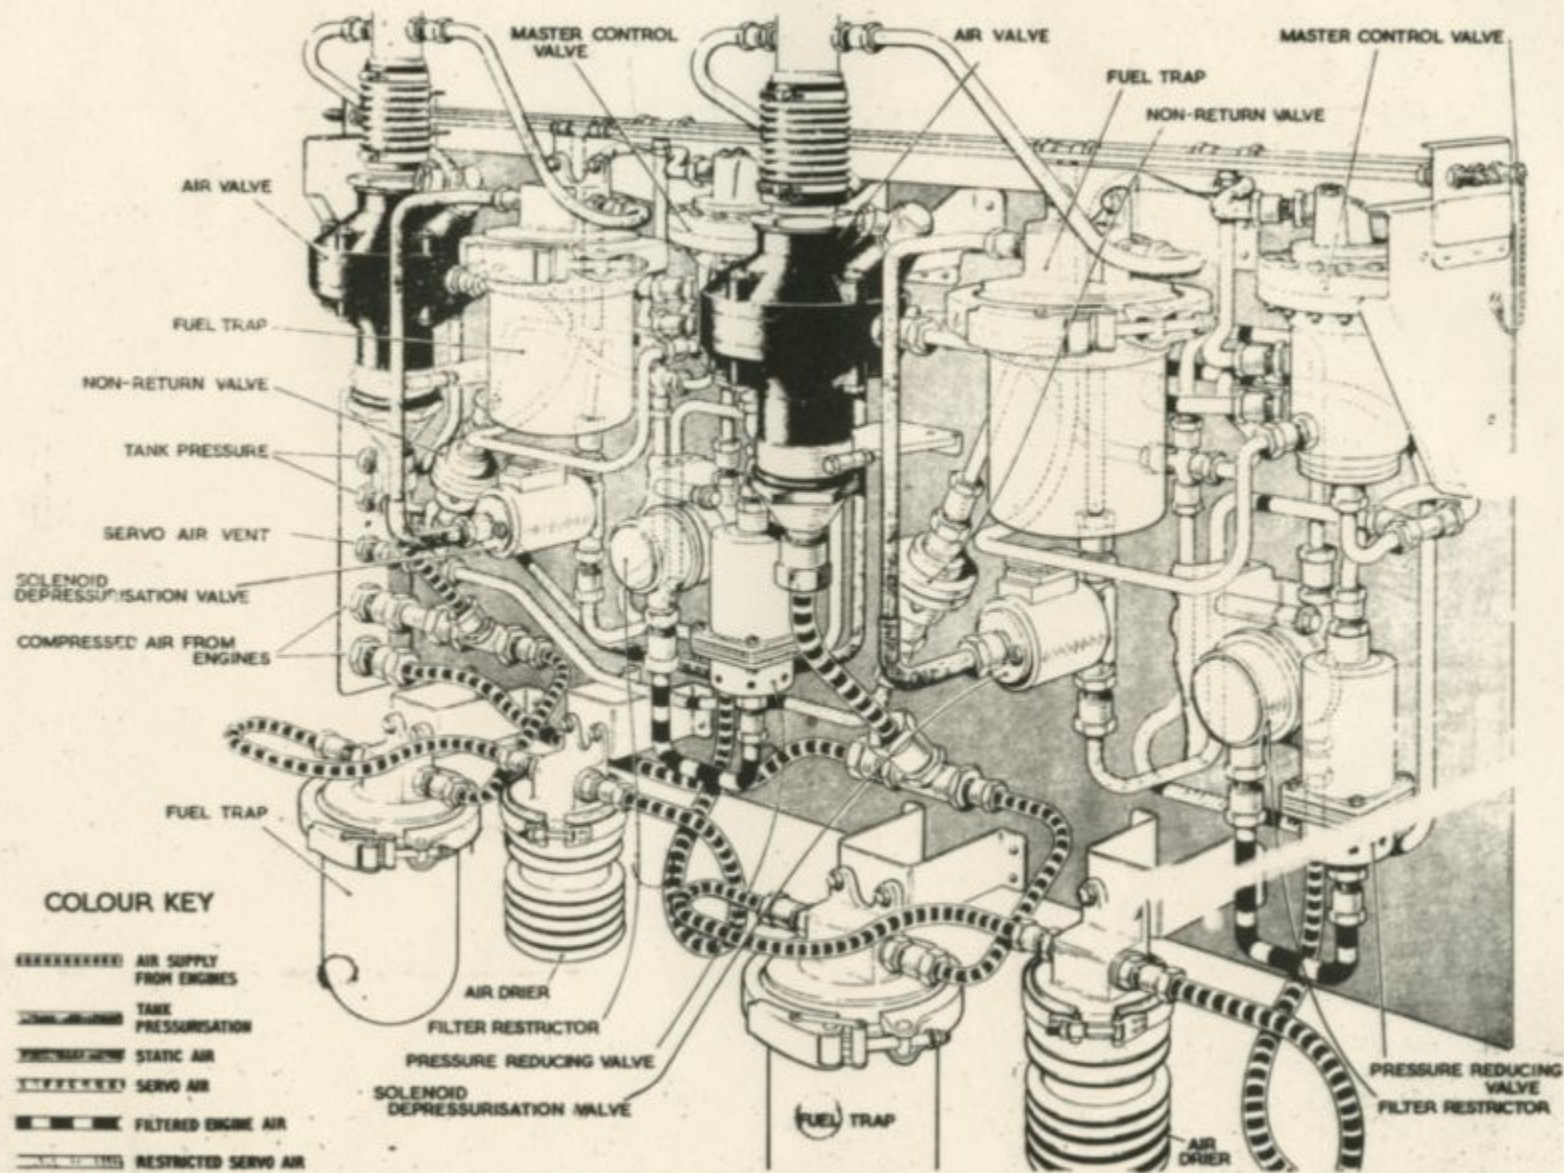 MASTER CONTROL
VALVE
AIR VALVE
FUEL TRAP
NON-RETURN VALVE
MASTER CONTROL VALVE
AIR VALVE
FUEL TRAP
NON-RETURN VALVE
TANK PRESSURE
SERVO AIR VENT
SOLENOID
DEPRESSURISATION VALVE
COMPRESSED AIR FROM
ENGINES
FUEL TRAP
COLOUR KEY
AIR SUPPLY
FROM ENGINES
TANK
PRESSURISATION
STATIC AIR
SERVO AIR
FILTERED ENGINE AIR
RESTRICTED SERVO AIR
AIR DRIER
FILTER RESTRICTOR
PRESSURE REDUCING VALVE
SOLENOID
DEPRESSURISATION VALVE
FUEL TRAP
AIR
DRIER
PRESSURE REDUCING
VALVE
FILTER RESTRICTOR